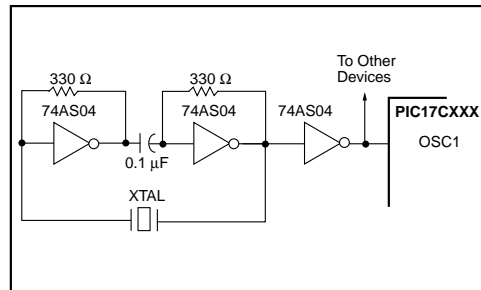 To Other
Devices
330 Ω
330 Ω
74AS04
74AS04
74AS04
PIC17CXXX
OSC1
0.1 µF
XTAL